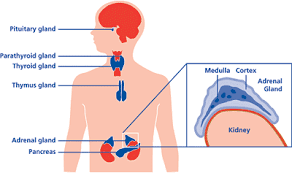 Pituitary gland
Parathyroid gland
Thyroid gland
Thymus gland
Adrenal gland
Pancreas
Medulla Cortex
Adrenal
Gland
Kidney